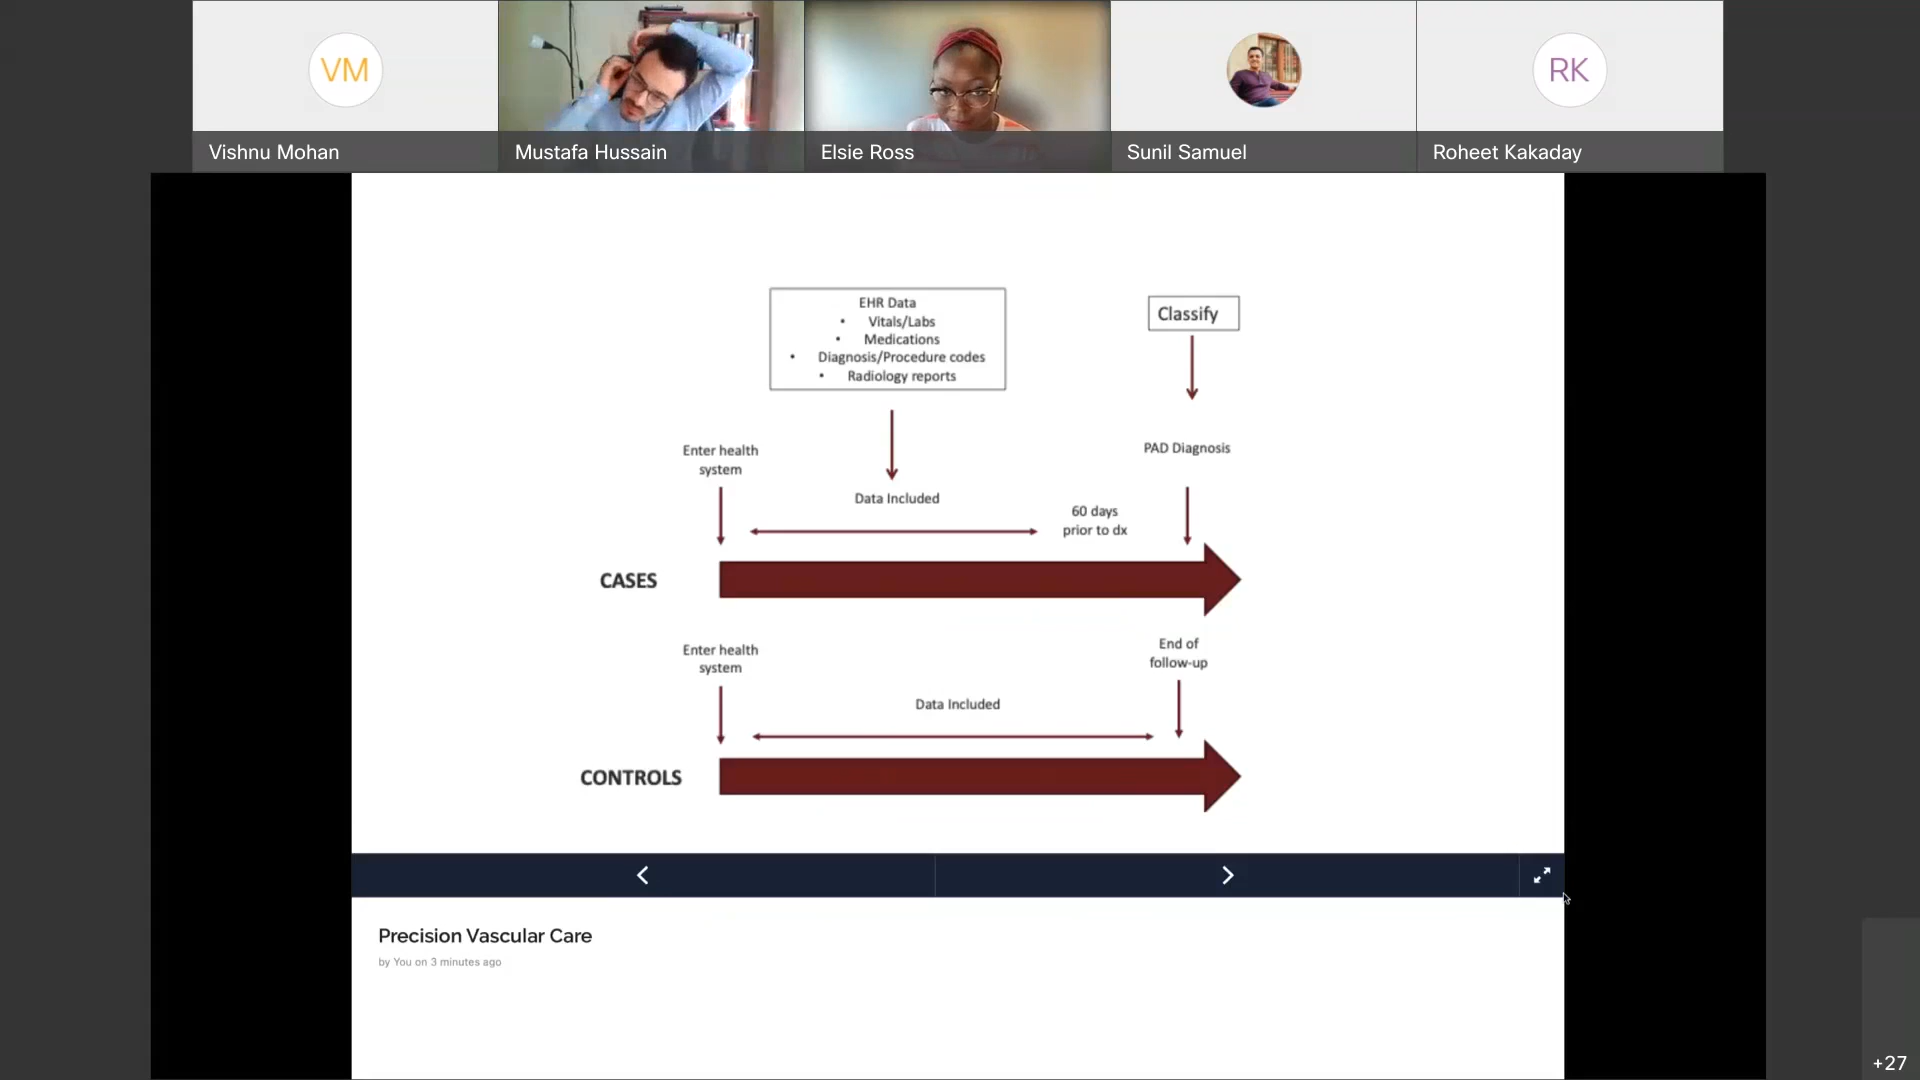 VM
RK
Vishnu Mohan
Mustafa Hussain
Elsie Ross
Sunil Samuel
Roheet Kakaday
EHR Data
• Vitals/Labs
• Medications
• Diagnosis/Procedure codes
• Radiology reports
Classify
Enter health
system
Data Included
60 days
prior to dx
PAD Diagnosis
CASES
Enter health
system
Data Included
End of
follow-up
CONTROLS
Precision Vascular Care
by You on 3 minutes ago
+27